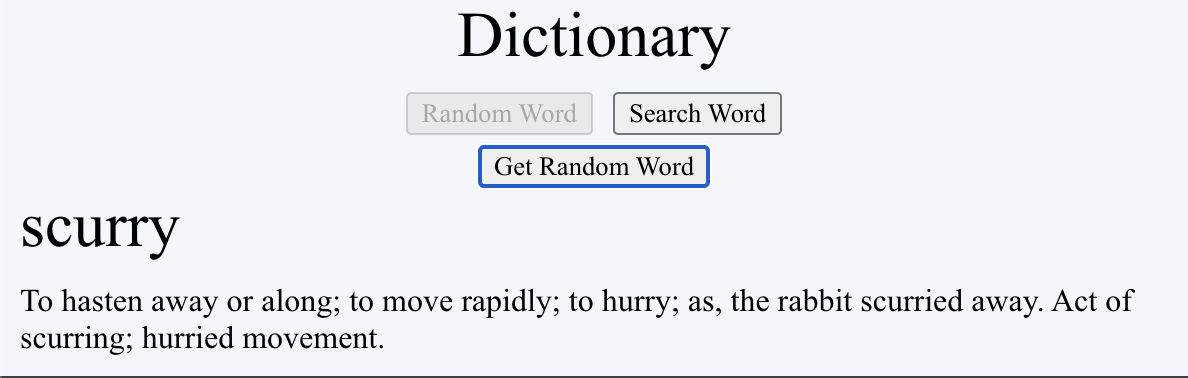 Dictionary
Random Word Search Word
Get Random Word
scurry
To hasten away or along; to move rapidly; to hurry; as, the rabbit scurried away. Act of
scurring; hurried movement.